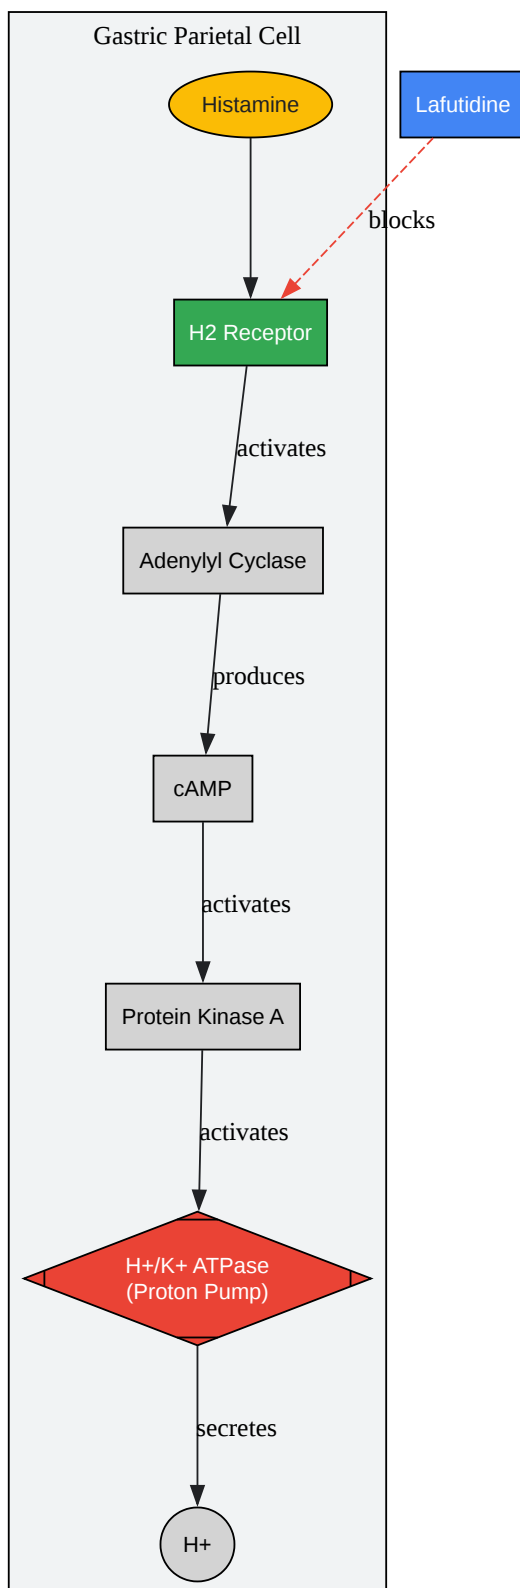 Gastric Parietal Cell
Histamine
Lafutidine
blocks
H2 Receptor
activates
Adenylyl Cyclase
produces
cAMP
activates
Protein Kinase A
activates
H+/K+ ATPase
(Proton Pump)
secretes
H+